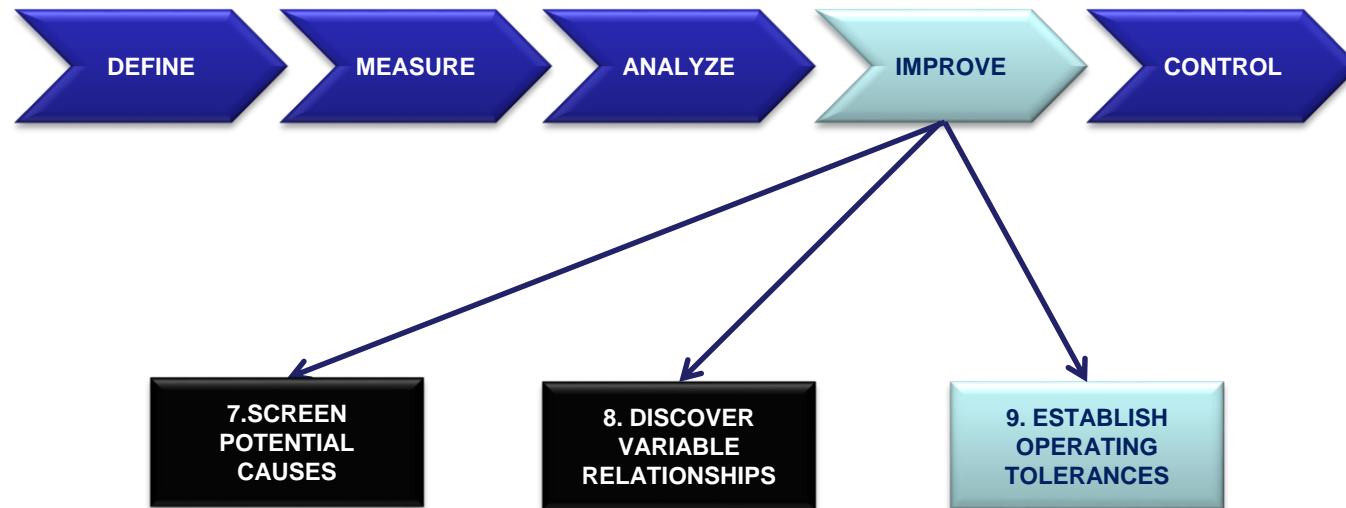 DEFINE
MEASURE
ANALYZE
IMPROVE
CONTROL
7.SCREEN
POTENTIAL
CAUSES
8. DISCOVER
VARIABLE
RELATIONSHIPS
9. ESTABLISH
OPERATING
TOLERANCES